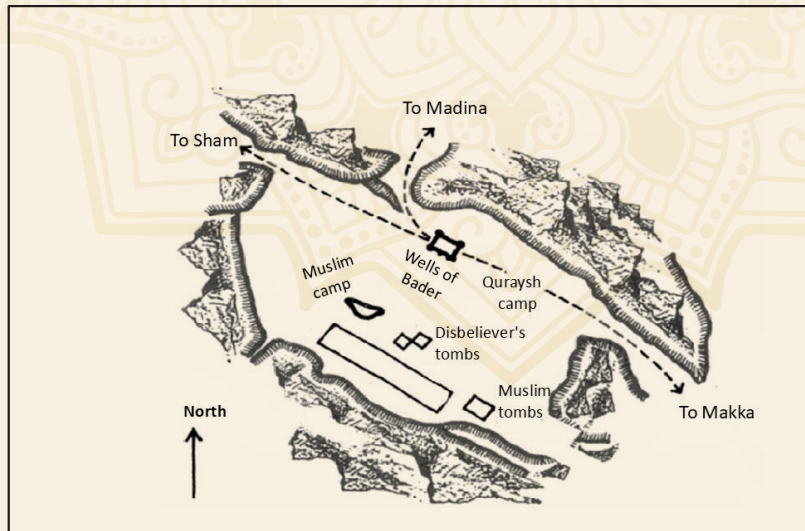 To Madina
To Sham
Wells of
Bader
Muslim
camp
Quraysh
camp
Disbeliever's
tombs
Muslim
tombs
To Makka
North